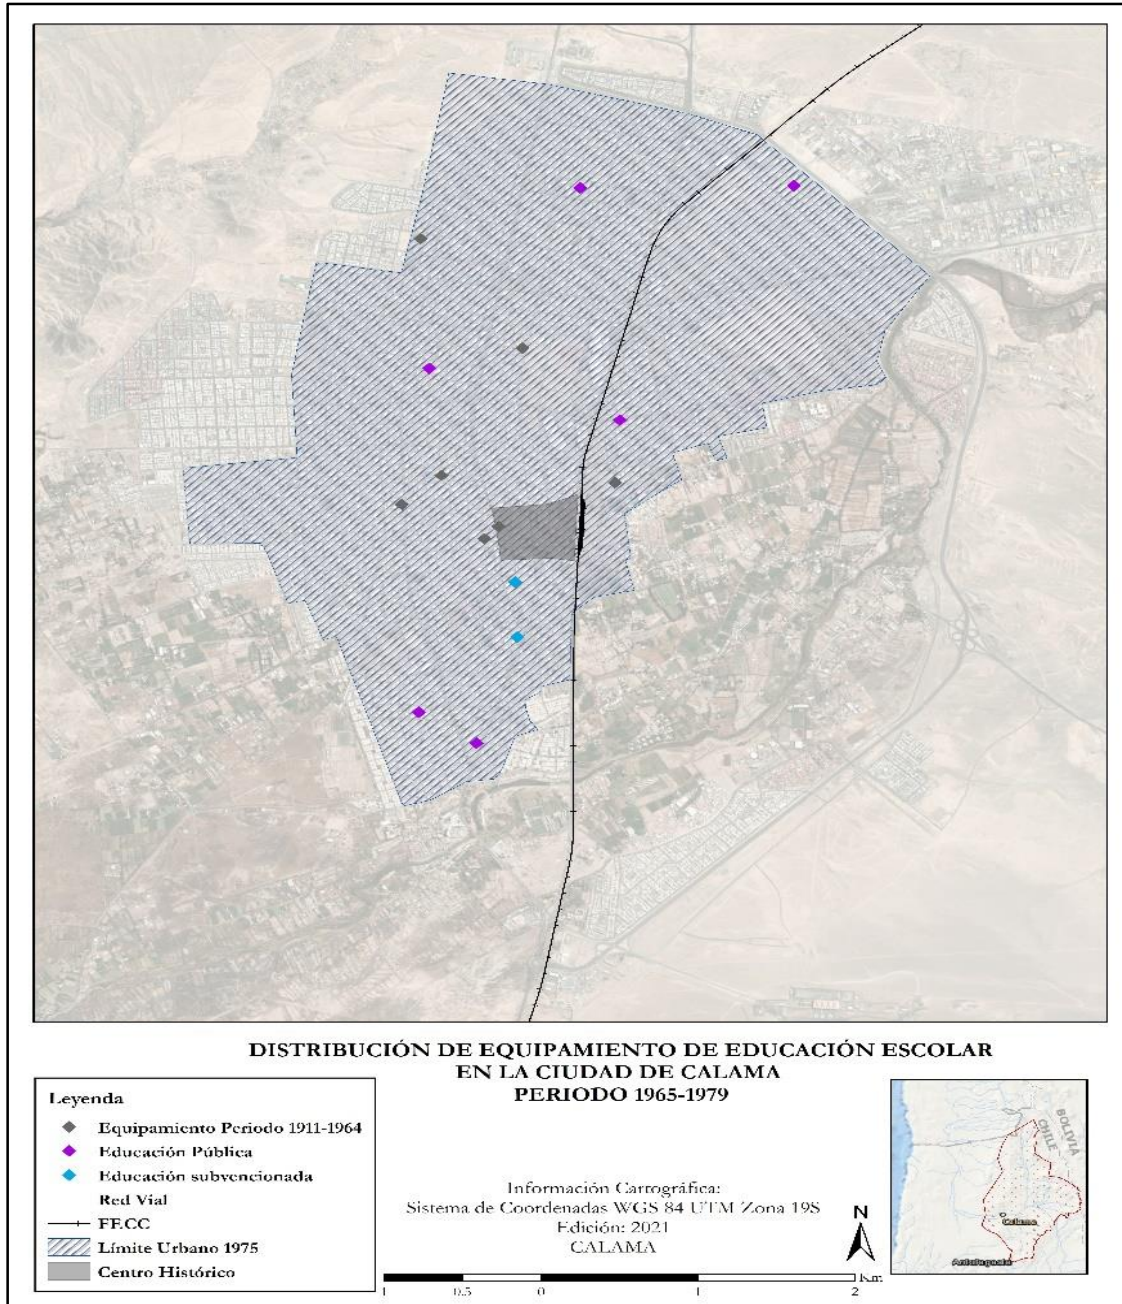 DISTRIBUCIÓN DE EQUIPAMIENTO DE EDUCACIÓN ESCOLAR
EN LA CIUDAD DE CALAMA
PERIODO 1965-1979
Leyenda
Equipamiento Periodo 1911-1964
Educación Pública
Educación subvencionada
Red Vial
FF.CC
Límite Urbano 1975
Centro Histórico
Información Cartográfica:
Sistema de Coordenadas WGS 84 UTM Zona 19S
Edición: 2021
CALAMA
N
1 0.5 0 1 2 Km
BOLIVIA
CHILE
Calama
Antofagasta